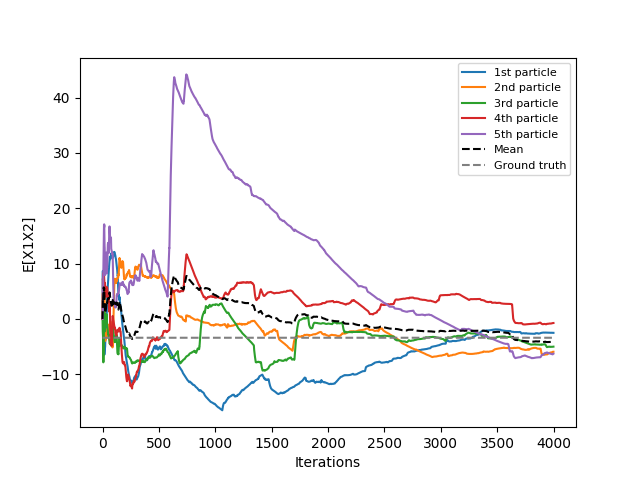 1st particle
2nd particle
3rd particle
4th particle
5th particle
Mean
Ground truth
E[X1X2]
40
30
20
10
0
−10
0 500 1000 1500 2000 2500 3000 3500 4000
Iterations